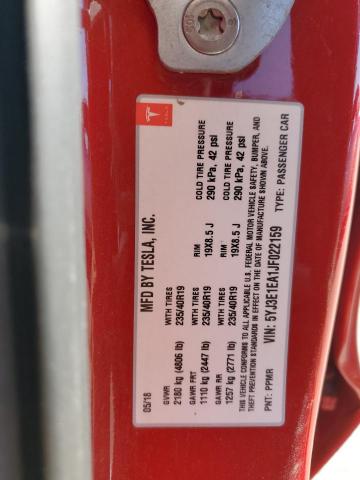 TESLA
MFD BY TESLA, INC.
05/18
GVWR
2180 kg (4806 lb)
GAWR FRT WITH TIRES RIM COLD TIRE PRESSURE
1110 kg (2447 lb) 235/40R19 19X8.5 J 290 kPa, 42 psi
GAWR RR WITH TIRES RIM COLD TIRE PRESSURE
1257 kg (2771 lb) 235/40R19 19X8.5 J 290 kPa, 42 psi
THIS VEHICLE CONFORMS TO ALL APPLICABLE U.S. FEDERAL MOTOR VEHICLE SAFETY, BUMPER, AND
THEFT PREVENTION STANDARDS IN EFFECT ON THE DATE OF MANUFACTURE SHOWN ABOVE.
VIN: 5YJ3E1EA1JF022159 TYPE: PASSENGER CAR
PNT: PPMR